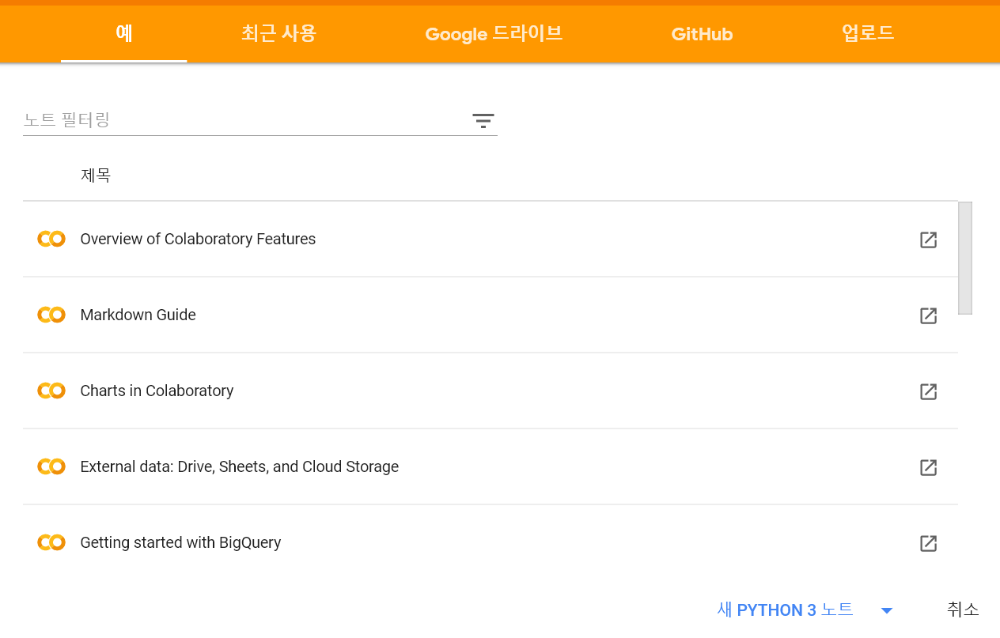 예 최근 사용 Google 드라이브 GitHub 업로드
노트 필터링
제목
Overview of Colaboratory Features
Markdown Guide
Charts in Colaboratory
External data: Drive, Sheets, and Cloud Storage
Getting started with BigQuery
새 PYTHON 3 노트 취소